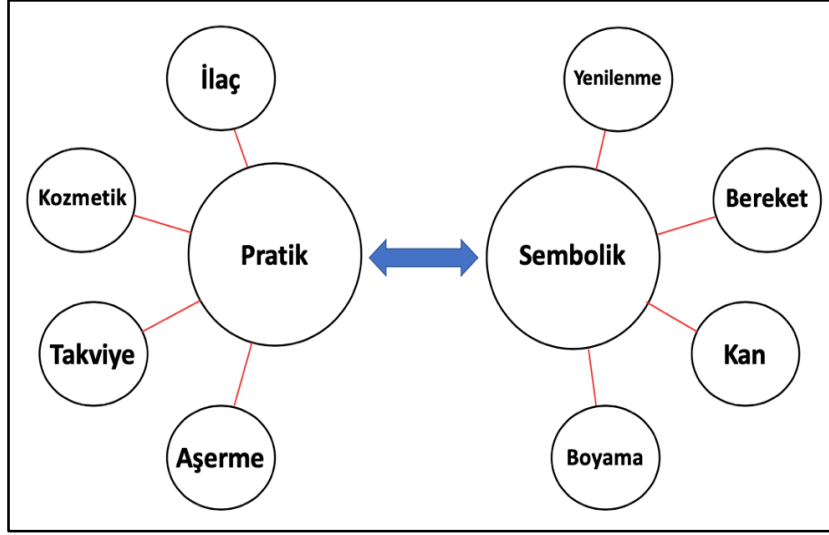 İlaç
Kozmetik
Pratik
Takviye
Aşerme
Yenilenme
Bereket
Sembolik
Kan
Boyama